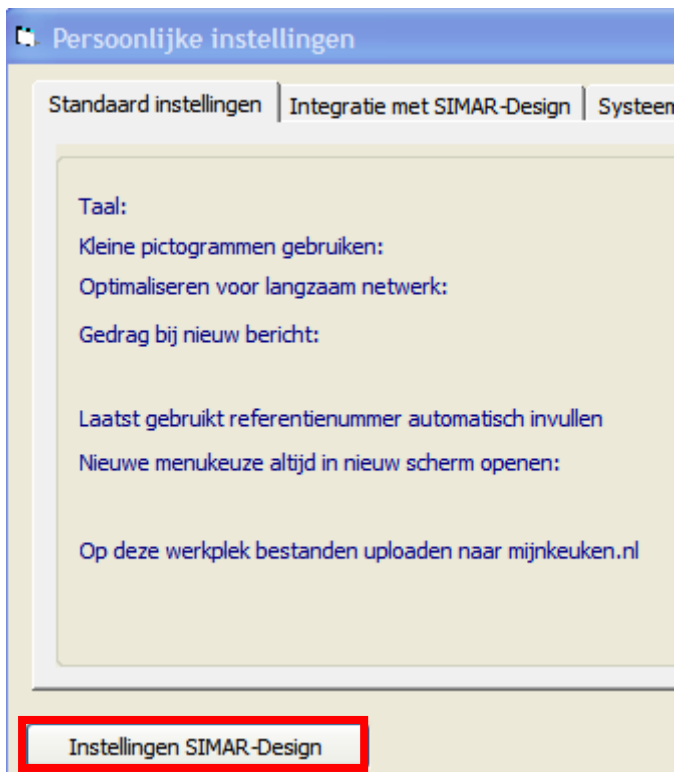 Persoonlijke instellingen
Standaard instellingen Integratie met SIMAR-Design Systeem
Taal:
Kleine pictogrammen gebruiken:
Optimaliseren voor langzaam netwerk:
Gedrag bij nieuw bericht:
Laatst gebruikt referentienummer automatisch invullen
Nieuwe menukeuze altijd in nieuw scherm openen:
Op deze werkplek bestanden uploaden naar mijnkeuken.nl
Instellingen SIMAR-Design